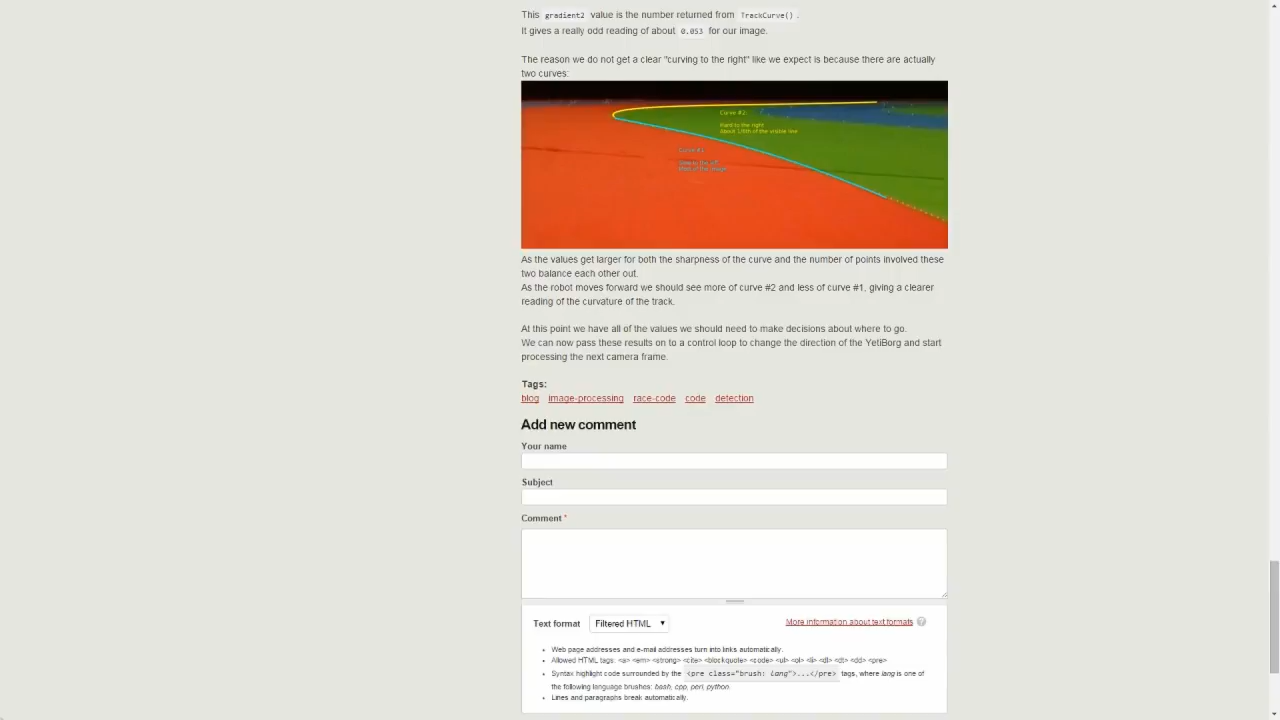 This gradient2 value is the number returned from TrackCurve().
It gives a really odd reading of about 0.053 for our image.
The reason we do not get a clear "curving to the right" like we expect is because there are actually
two curves:
Curve #2:
Hard to the right
About 1/6th of the visible line
Curve #1:
As the values get larger for both the sharpness of the curve and the number of points involved these
two balance each other out.
As the robot moves forward we should see more of curve #2 and less of curve #1, giving a clearer
reading of the curvature of the track.
At this point we have all of the values we should need to make decisions about where to go.
We can now pass these results on to a control loop to change the direction of the YetiBorg and start
processing the next camera frame.
Tags:
blog image-processing race-code code detection
Add new comment
Your name
Subject
Comment *
Text format Filtered HTML ▼ More information about text formats ?
• Web page addresses and e-mail addresses turn into links automatically.
• Allowed HTML tags: <a> <em> <strong> <cite> <blockquote> <code> <ul> <ol> <li> <dl> <dt> <dd> <pre>
• Syntax highlight code surrounded by the <pre class="brush: lang">...</pre> tags, where lang is one of
the following language brushes: bash, cpp, perl, python.
• Lines and paragraphs break automatically.